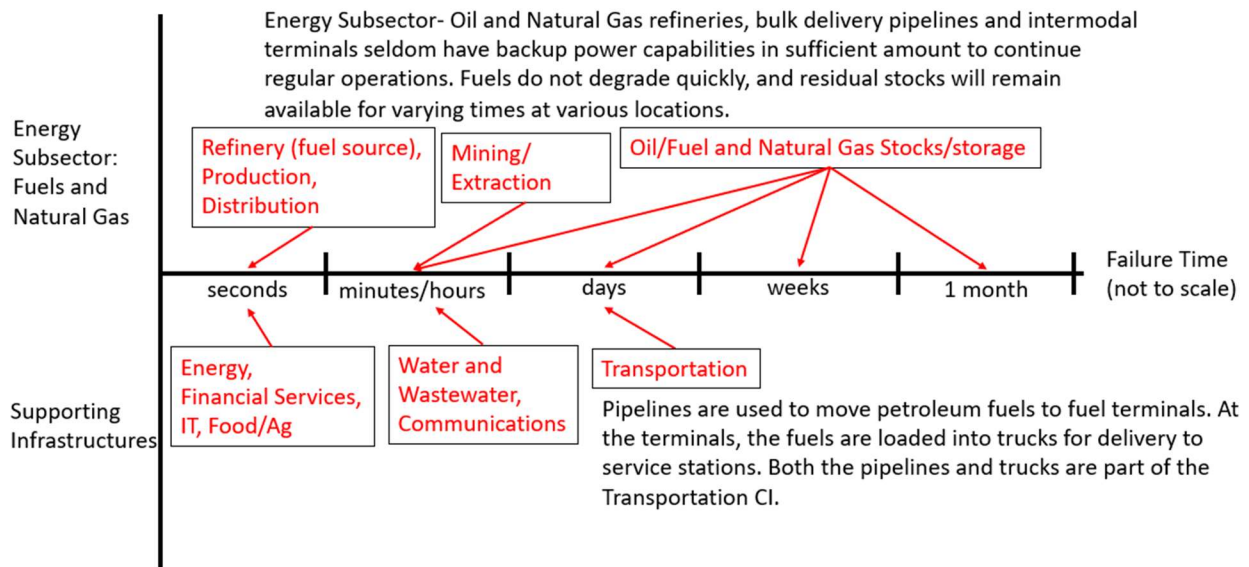 Energy Subsector- Oil and Natural Gas refineries, bulk delivery pipelines and intermodal
terminals seldom have backup power capabilities in sufficient amount to continue
regular operations. Fuels do not degrade quickly, and residual stocks will remain
available for varying times at various locations.
Energy
Subsector:
Fuels and
Natural Gas
Refinery (fuel source),
Production,
Distribution
Mining/
Extraction
Oil/Fuel and Natural Gas Stocks/storage
Failure Time
(not to scale)
seconds
minutes/hours
days
weeks
1 month
Supporting
Infrastructures
Energy,
Financial Services,
IT, Food/Ag
Water and
Wastewater,
Communications
Transportation
Pipelines are used to move petroleum fuels to fuel terminals. At
the terminals, the fuels are loaded into trucks for delivery to
service stations. Both the pipelines and trucks are part of the
Transportation CI.